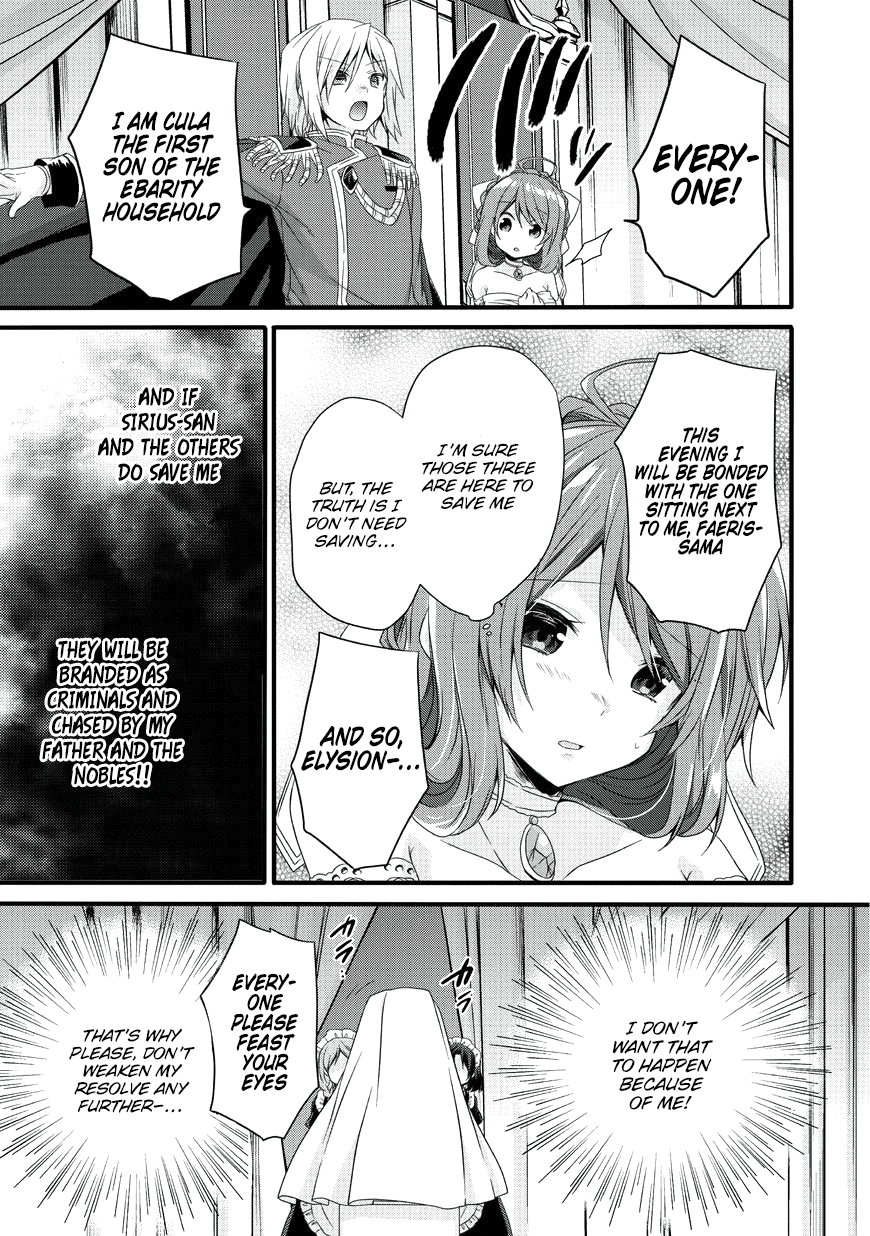 EVERY-
ONE!
I AM CULA
THE FIRST
SON OF THE
EBARITY
HOUSEHOLD
THIS
EVENING I
WILL BE BONDED
WITH THE ONE
SITTING NEXT
TO ME, FAERIS-
SAMA
I'M SURE
THOSE THREE
ARE HERE TO
SAVE ME
BUT, THE
TRUTH IS I
DON'T NEED
SAVING...
AND SO,
ELYSION-...
AND IF
SIRIUS-SAN
AND THE OTHERS
DO SAVE ME
THEY WILL BE
BRANDED AS
CRIMINALS AND
CHASED BY MY
FATHER AND THE
NOBLES!!
I DON'T
WANT THAT
TO HAPPEN
BECAUSE
OF ME!
EVERY-
ONE
PLEASE
FEAST
YOUR
EYES
THAT'S WHY
PLEASE, DON'T
WEAKEN MY
RESOLVE ANY
FURTHER-...